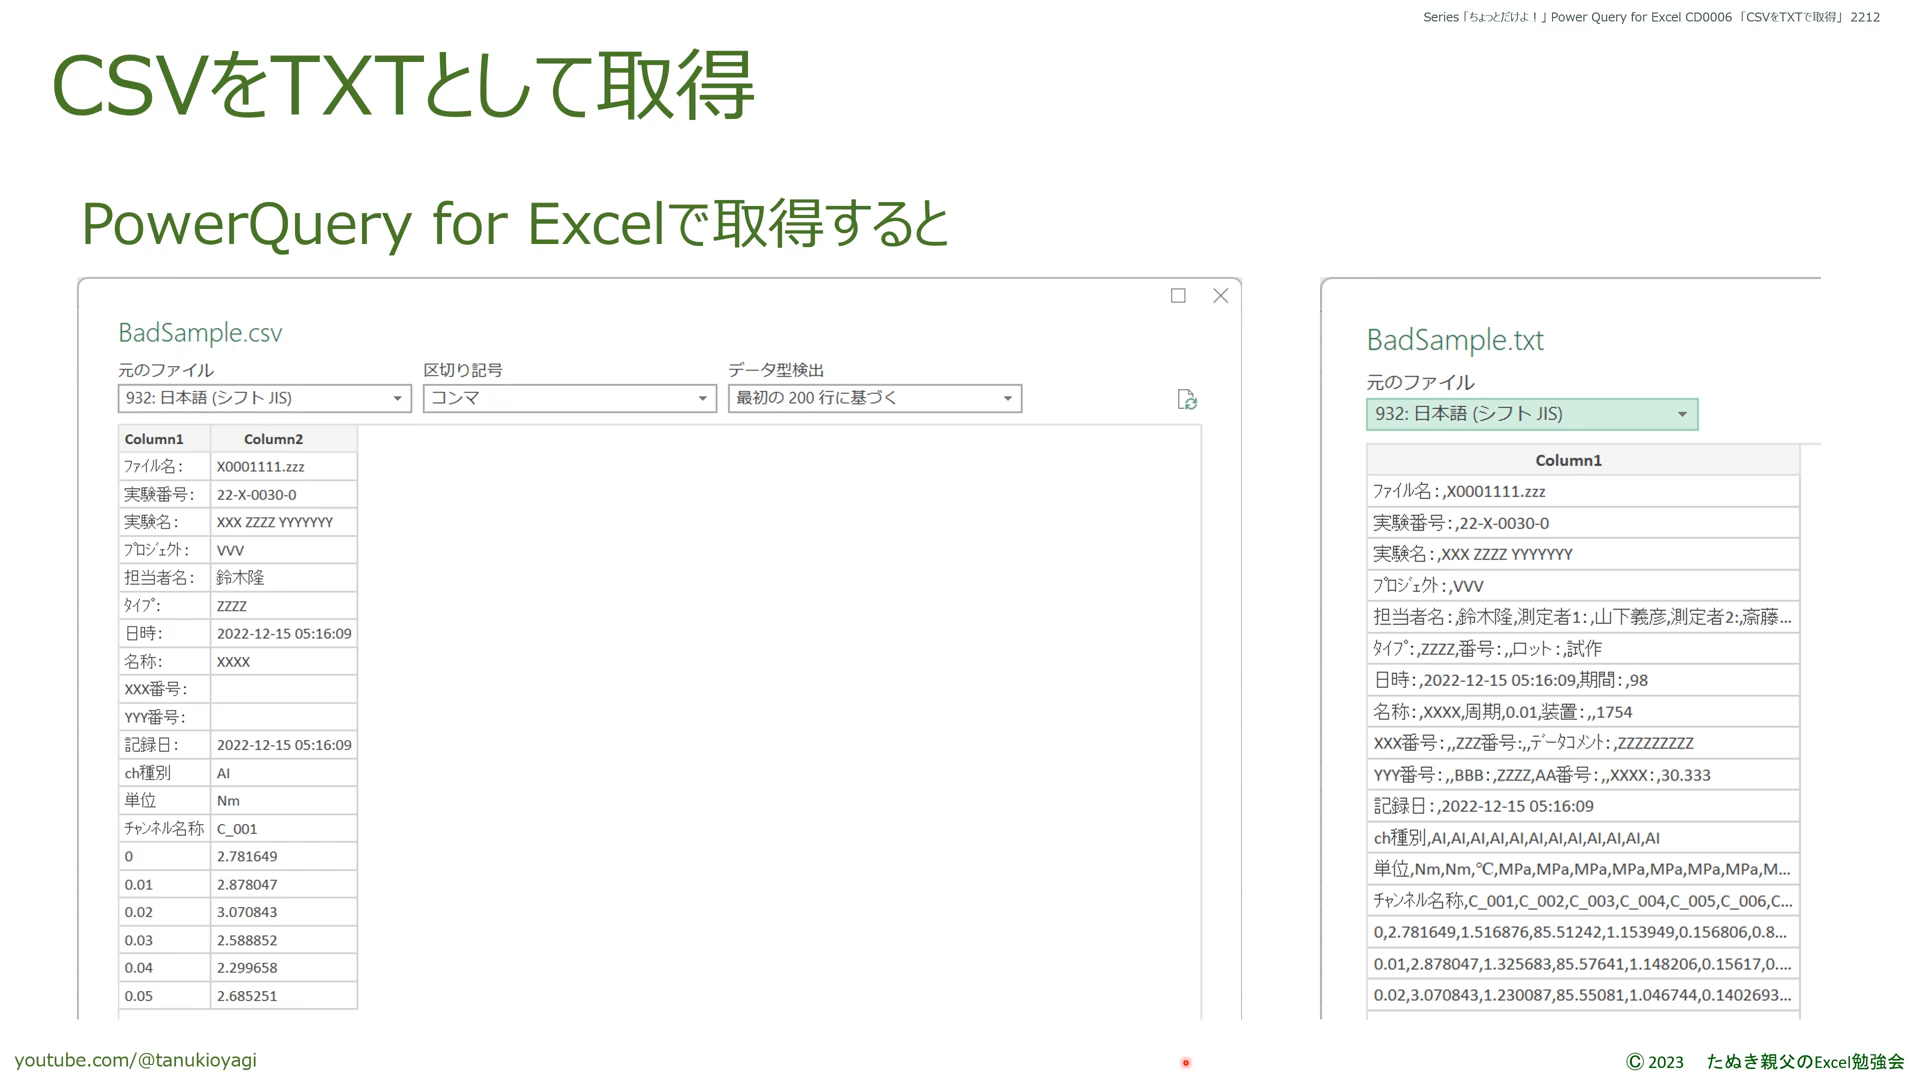 Series「ちょっとだけよ！」Power Query for Excel CD0006「CSVをTXTで取得」 2212
CSVをTXTとして取得
PowerQuery for Excelで取得すると
BadSample.csv
元のファイル 区切り記号 データ型検出
932: 日本語 (シフト JIS) コンマ 最初の 200 行に基づく
Column1 Column2
ﾌｧｲﾙ名： X0001111.zzz
実験番号： 22-X-0030-0
実験名： XXX ZZZZ YYYYYYY
ﾌﾟﾛｼﾞｪｸﾄ： VVV
担当者名： 鈴木隆
ﾀｲﾌﾟ： ZZZZ
日時： 2022-12-15 05:16:09
名称： XXXX
XXX番号：
YYY番号：
記録日： 2022-12-15 05:16:09
ch種別 AI
単位 Nm
ﾁｬﾝﾈﾙ名称 C_001
0 2.781649
0.01 2.878047
0.02 3.070843
0.03 2.588852
0.04 2.299658
0.05 2.685251
BadSample.txt
元のファイル
932: 日本語 (シフト JIS)
Column1
ﾌｧｲﾙ名：,X0001111.zzz
実験番号：,22-X-0030-0
実験名：,XXX ZZZZ YYYYYYY
ﾌﾟﾛｼﾞｪｸﾄ：,VVV
担当者名：,鈴木隆,測定者1：,山下義彦,測定者2:,斎藤...
ﾀｲﾌﾟ：,ZZZZ,番号：,,ロット：,試作
日時：,2022-12-15 05:16:09,期間：,98
名称：,XXXX,周期,0.01,装置：,,1754
XXX番号：,,ZZZ番号:,,ﾃﾞｰﾀｺﾒﾝﾄ：,ZZZZZZZZZ
YYY番号：,,BBB：,ZZZZ,AA番号：,,XXXX：,30.333
記録日：,2022-12-15 05:16:09
ch種別,AI,AI,AI,AI,AI,AI,AI,AI,AI,AI,AI,AI
単位,Nm,Nm,℃,MPa,MPa,MPa,MPa,MPa,MPa,MPa,M...
ﾁｬﾝﾈﾙ名称,C_001,C_002,C_003,C_004,C_005,C_006,C...
0,2.781649,1.516876,85.51242,1.153949,0.156806,0.8...
0.01,2.878047,1.325683,85.57641,1.148206,0.15617,0....
0.02,3.070843,1.230087,85.55081,1.046744,0.1402693...
youtube.com/@tanukioyagi
© 2023 たぬき親父のExcel勉強会